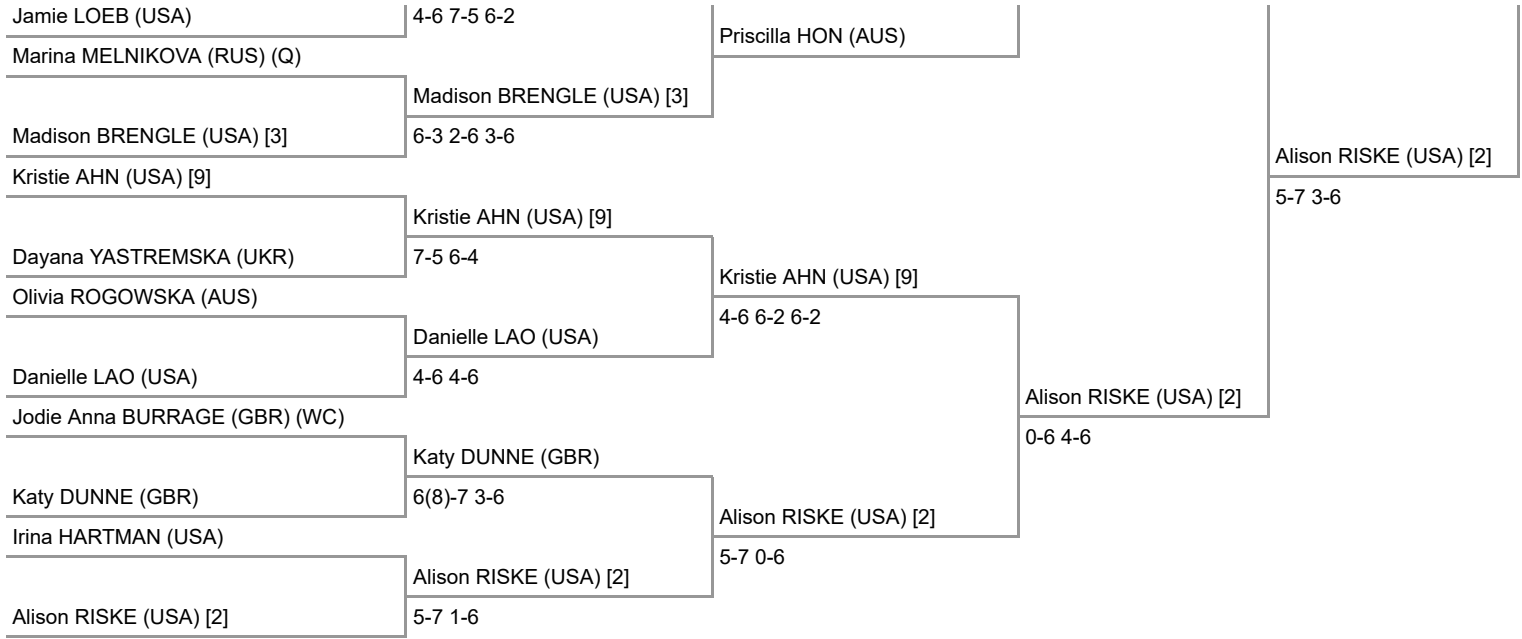 Jamie LOEB (USA)
4-6 7-5 6-2
Priscilla HON (AUS)
Marina MELNIKOVA (RUS) (Q)
Madison BRENGLE (USA) [3]
Madison BRENGLE (USA) [3]
6-3 2-6 3-6
Alison RISKE (USA) [2]
Kristie AHN (USA) [9]
5-7 3-6
Kristie AHN (USA) [9]
Dayana YASTREMSKA (UKR)
7-5 6-4
Kristie AHN (USA) [9]
Olivia ROGOWSKA (AUS)
4-6 6-2 6-2
Danielle LAO (USA)
Danielle LAO (USA)
4-6 4-6
Alison RISKE (USA) [2]
Jodie Anna BURRAGE (GBR) (WC)
0-6 4-6
Katy DUNNE (GBR)
Katy DUNNE (GBR)
6(8)-7 3-6
Alison RISKE (USA) [2]
Irina HARTMAN (USA)
5-7 0-6
Alison RISKE (USA) [2]
Alison RISKE (USA) [2]
5-7 1-6